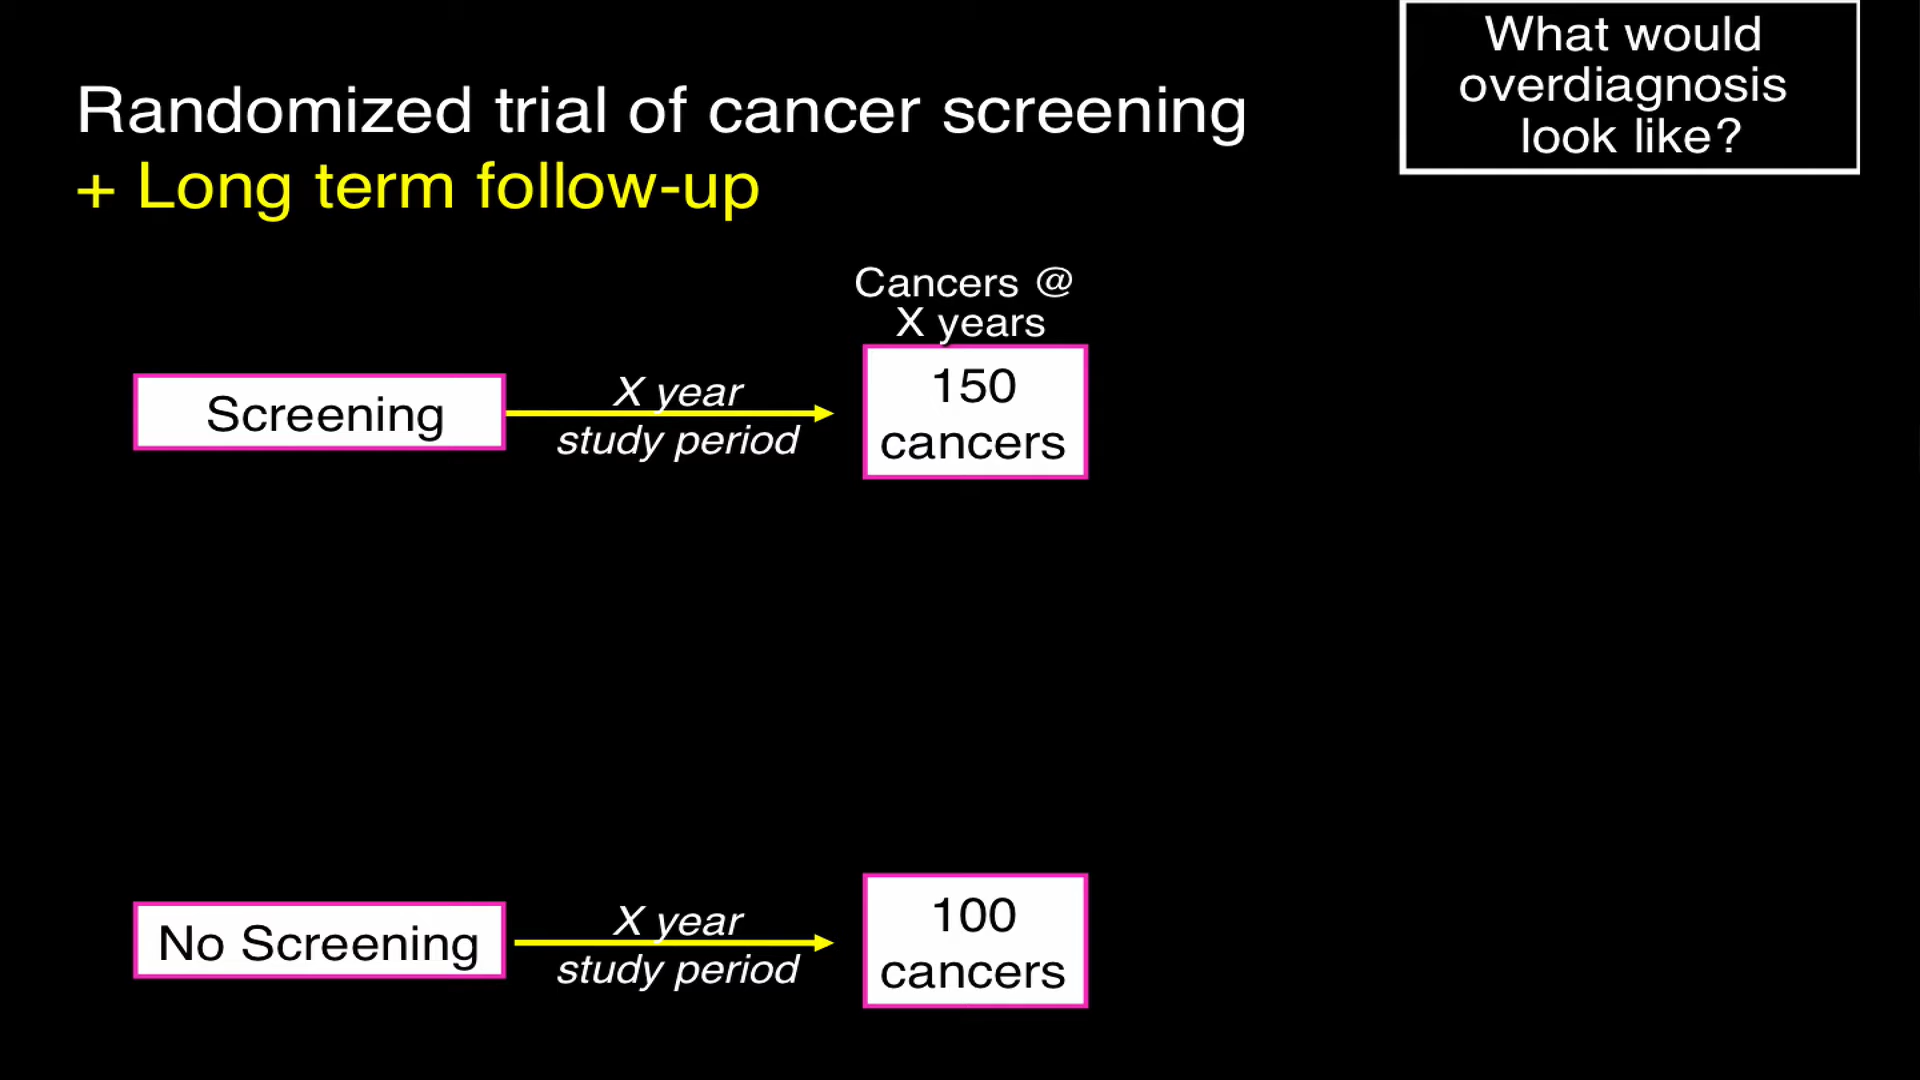 What would
overdiagnosis
look like?
Randomized trial of cancer screening
+ Long term follow-up
Cancers @
X years
Screening
X year
study period
150
cancers
No Screening
X year
study period
100
cancers